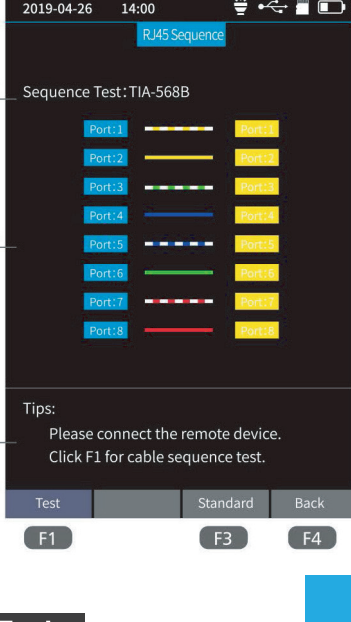 2019-04-26 14:00
RJ45 Sequence
Sequence Test:TIA-568B
Port:1 Port:1
Port:2 Port:2
Port:3 Port:3
Port:4 Port:4
Port:5 Port:5
Port:6 Port:6
Port:7 Port:7
Port:8 Port:8
Tips:
Please connect the remote device.
Click F1 for cable sequence test.
Test Standard Back
F1 F3 F4